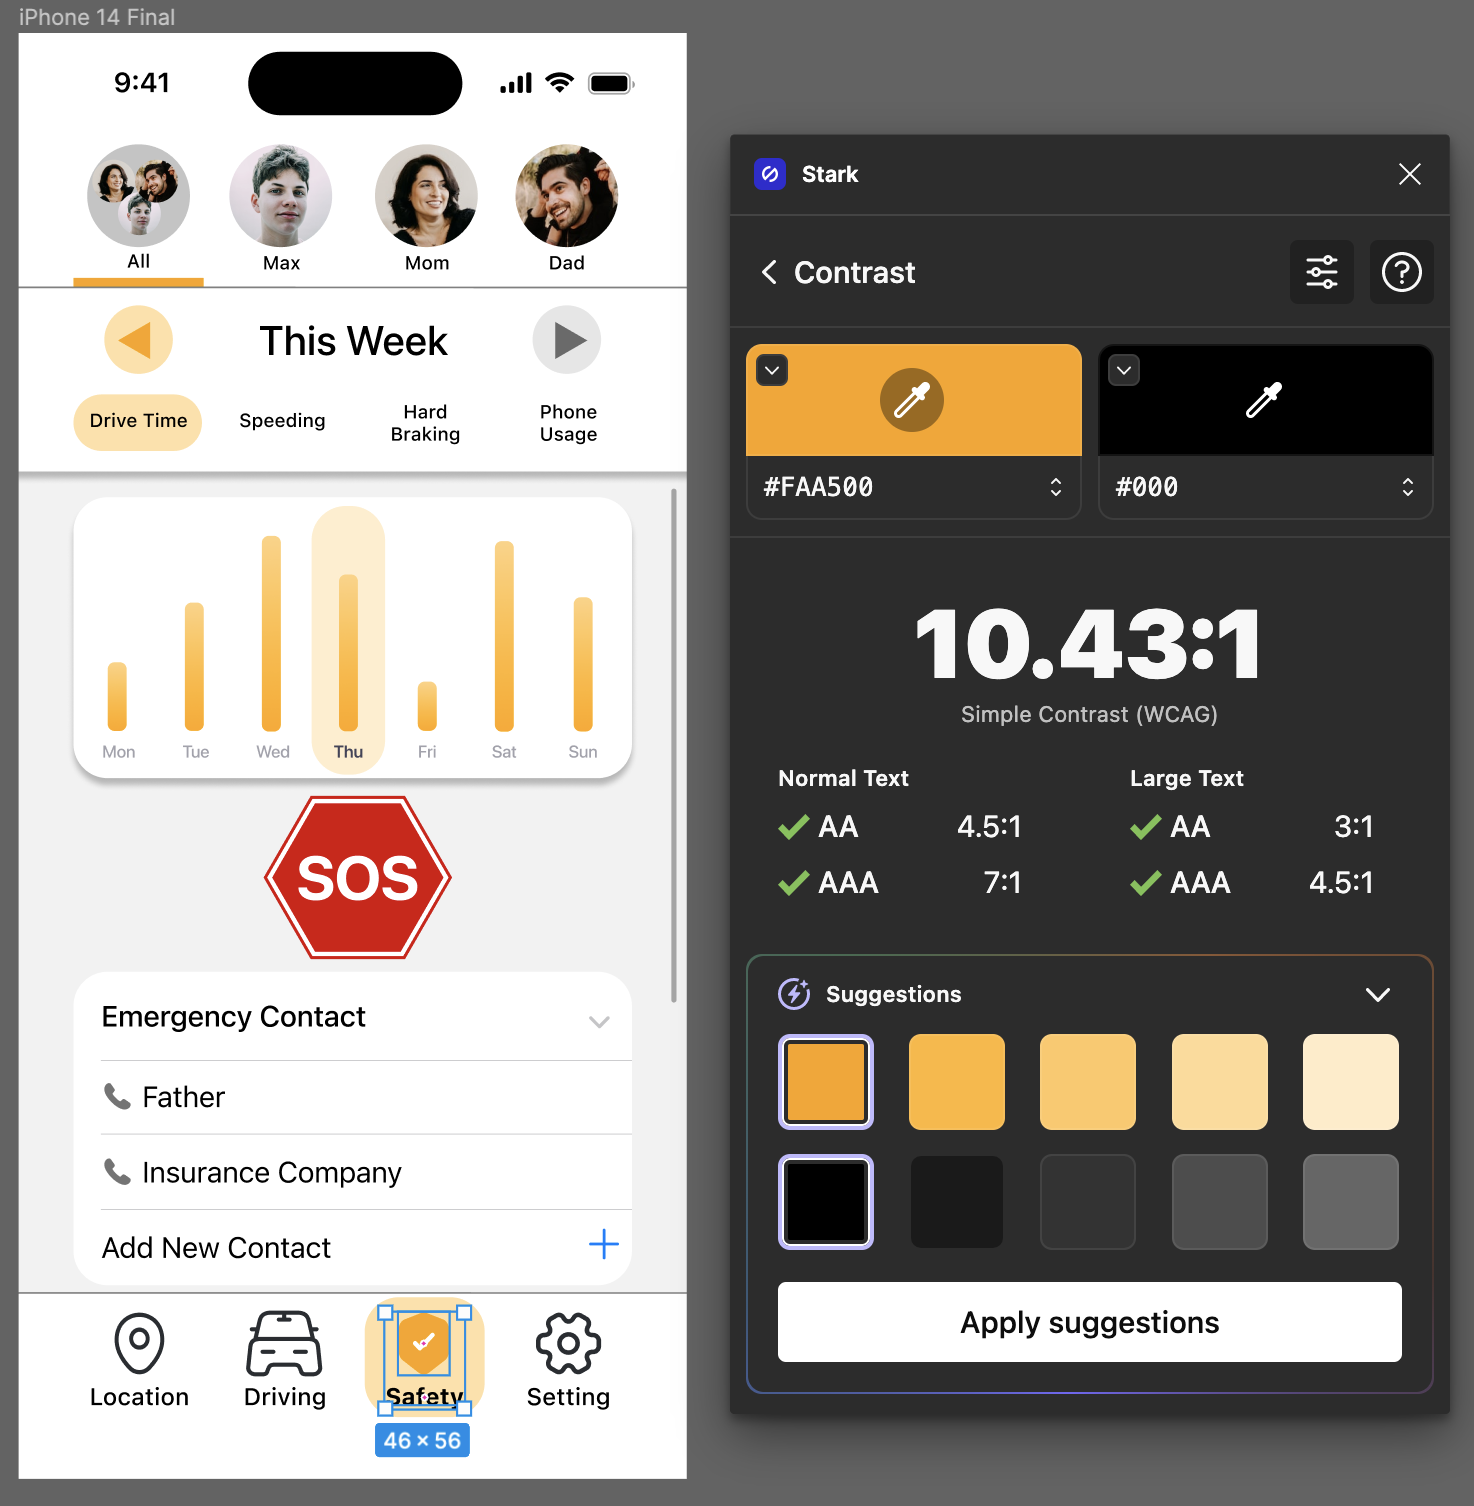 iPhone 14 Final
9:41
All
Max
Mom
Dad
This Week
Drive Time
Speeding
Hard
Braking
Phone
Usage
Mon
Tue
Wed
Thu
Fri
Sat
Sun
SOS
Emergency Contact
Father
Insurance Company
Add New Contact
Location
Driving
Safety
Setting
46 × 56
Stark
Contrast
#FAA500
#000
10.43:1
Simple Contrast (WCAG)
Normal Text
AA 4.5:1
AAA 7:1
Large Text
AA 3:1
AAA 4.5:1
Suggestions
Apply suggestions